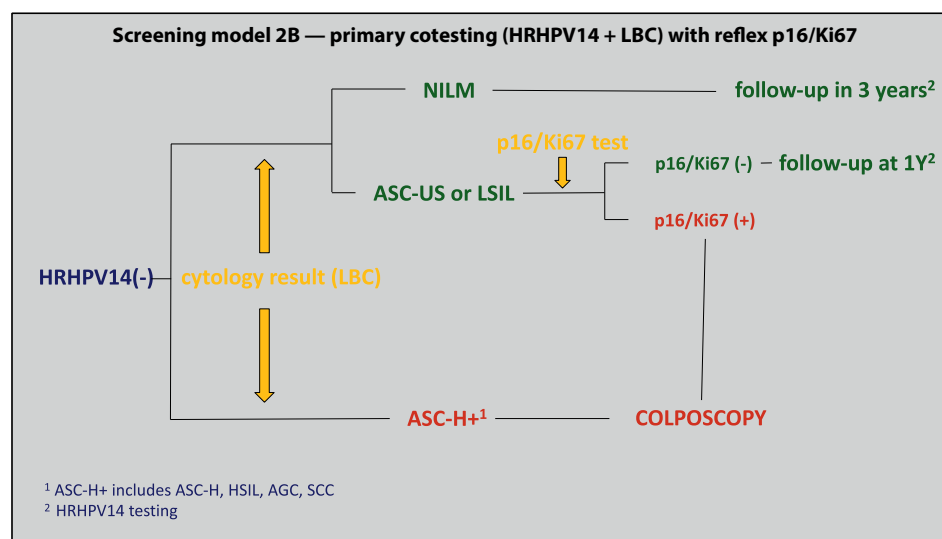 Screening model 2B — primary cotesting (HRHPV14 + LBC) with reflex p16/Ki67
NILM
follow-up in 3 years²
p16/Ki67 test
p16/Ki67 (-)
follow-up at 1Y²
ASC-US or LSIL
p16/Ki67 (+)
HRHPV14(-)
cytology result (LBC)
ASC-H+¹
COLPOSCOPY
¹ ASC-H+ includes ASC-H, HSIL, AGC, SCC
² HRHPV14 testing